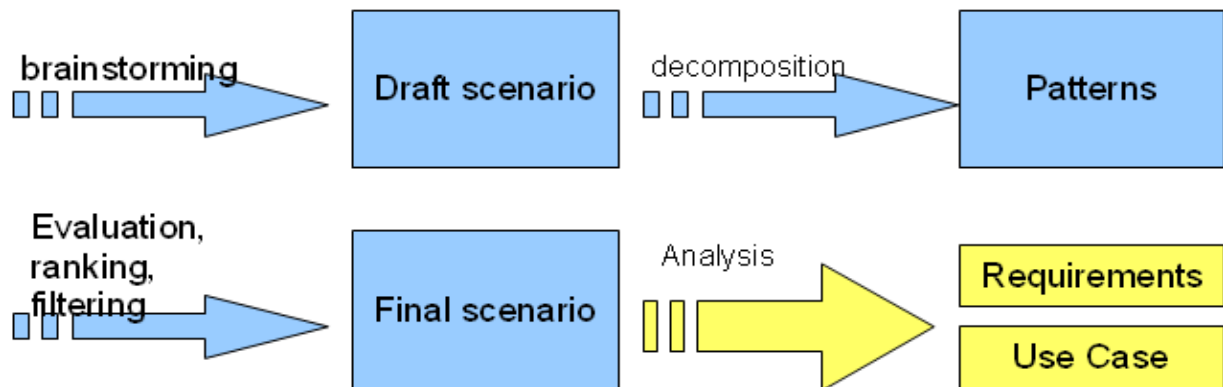 brainstorming
Draft scenario
decomposition
Patterns
Evaluation,
ranking,
filtering
Final scenario
Analysis
Requirements
Use Case